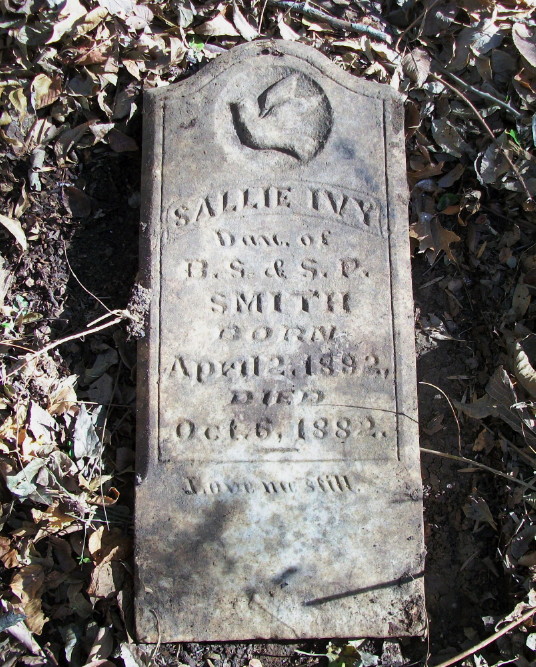 SALLIE IVY
Dau. of
B. S. & S. P.
SMITH
BORN
April 2, 1882,
DIED
Oct. 6, 1882.
Love me still.